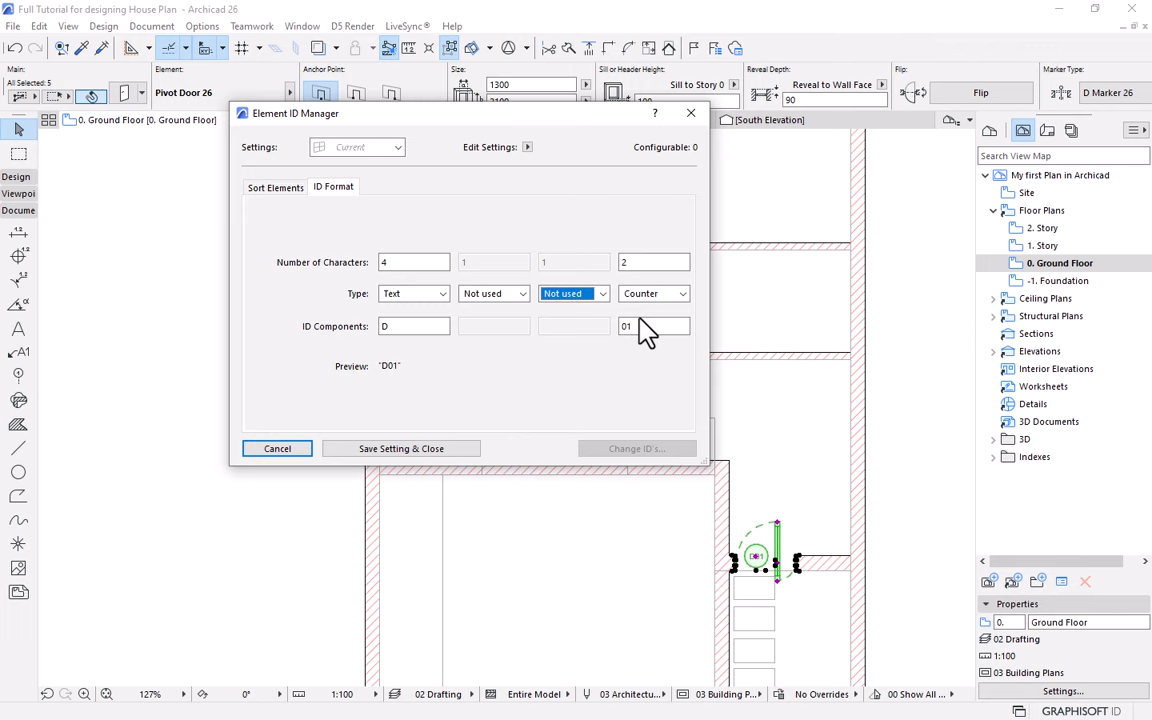 Full Tutorial for designing House Plan - Archicad 26
File Edit View Design Document Options Teamwork Window D5 Render LiveSync® Help
Main: Element: Anchor Point: Size: Sill or Header Height: Reveal Depth: Flip: Marker Type:
All Selected: 5
Pivot Door 26
1300
Sill to Story 0
Reveal to Wall Face
Flip
D Marker 26
90
0. Ground Floor [0. Ground Floor]
[South Elevation]
Element ID Manager
?
Settings: Current Edit Settings: Configurable: 0
Sort Elements ID Format
Number of Characters: 4 1 1 2
Type: Text Not used Not used Counter
ID Components: D 01
Preview: "D01"
Cancel Save Setting & Close Change ID's...
Design
Viewpoi
Docume
Search View Map
My first Plan in Archicad
Site
Floor Plans
2. Story
1. Story
0. Ground Floor
-1. Foundation
Ceiling Plans
Structural Plans
Sections
Elevations
Interior Elevations
Worksheets
Details
3D Documents
3D
Indexes
Properties
0. Ground Floor
02 Drafting
1:100
03 Building Plans
Settings...
127% 0° 1:100 02 Drafting Entire Model 03 Architectu... 03 Building P... No Overrides 00 Show All ...
GRAPHISOFT ID